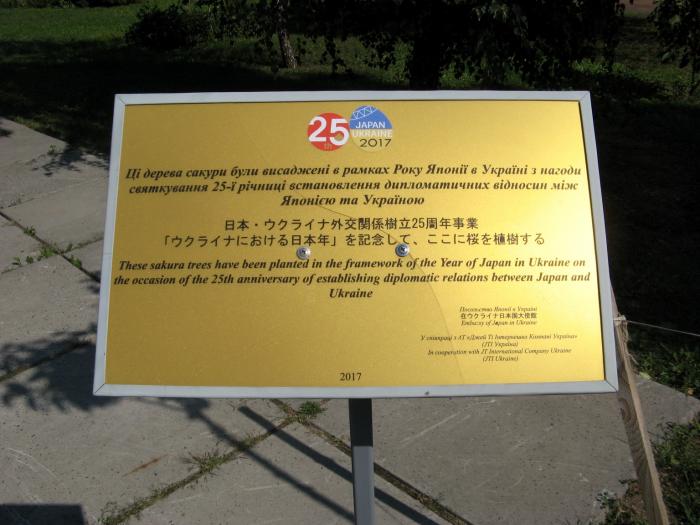 25th
JAPAN
UKRAINE
2017
Ці дерева сакури були висаджені в рамках Року Японії в Україні з нагоди
святкування 25-ї річниці встановлення дипломатичних відносин між
Японією та Україною
日本・ウクライナ外交関係樹立25周年事業
「ウクライナにおける日本年」を記念して、ここに桜を植樹する
These sakura trees have been planted in the framework of the Year of Japan in Ukraine on
the occasion of the 25th anniversary of establishing diplomatic relations between Japan and
Ukraine
Посольство Японії в Україні
在ウクライナ日本国大使館
Embassy of Japan in Ukraine
У співпраці з АТ «Джей Ті Інтернешнл Компані Україна»
(JTI Україна)
In cooperation with JT International Company Ukraine
(JTI Ukraine)
2017